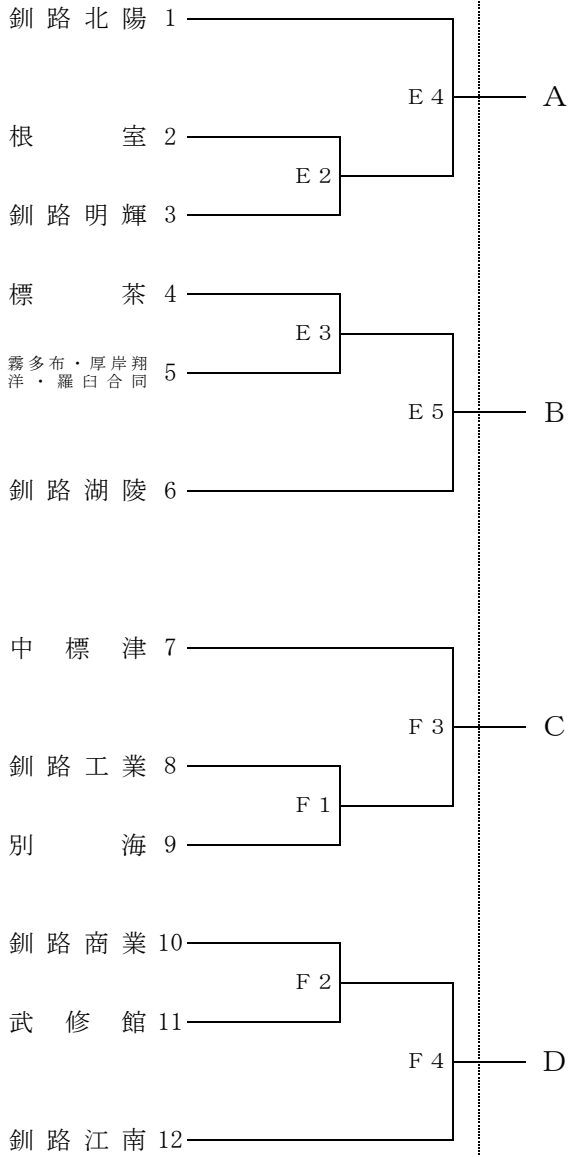 釧路北陽 1
E 4
A
根室 2
E 2
釧路明輝 3
標茶 4
E 3
霧多布・厚岸翔
洋・羅臼合同
5
E 5
B
釧路湖陵 6
中標津 7
F 3
C
釧路工業 8
F 1
別海 9
釧路商業 10
F 2
武修館 11
F 4
D
釧路江南 12